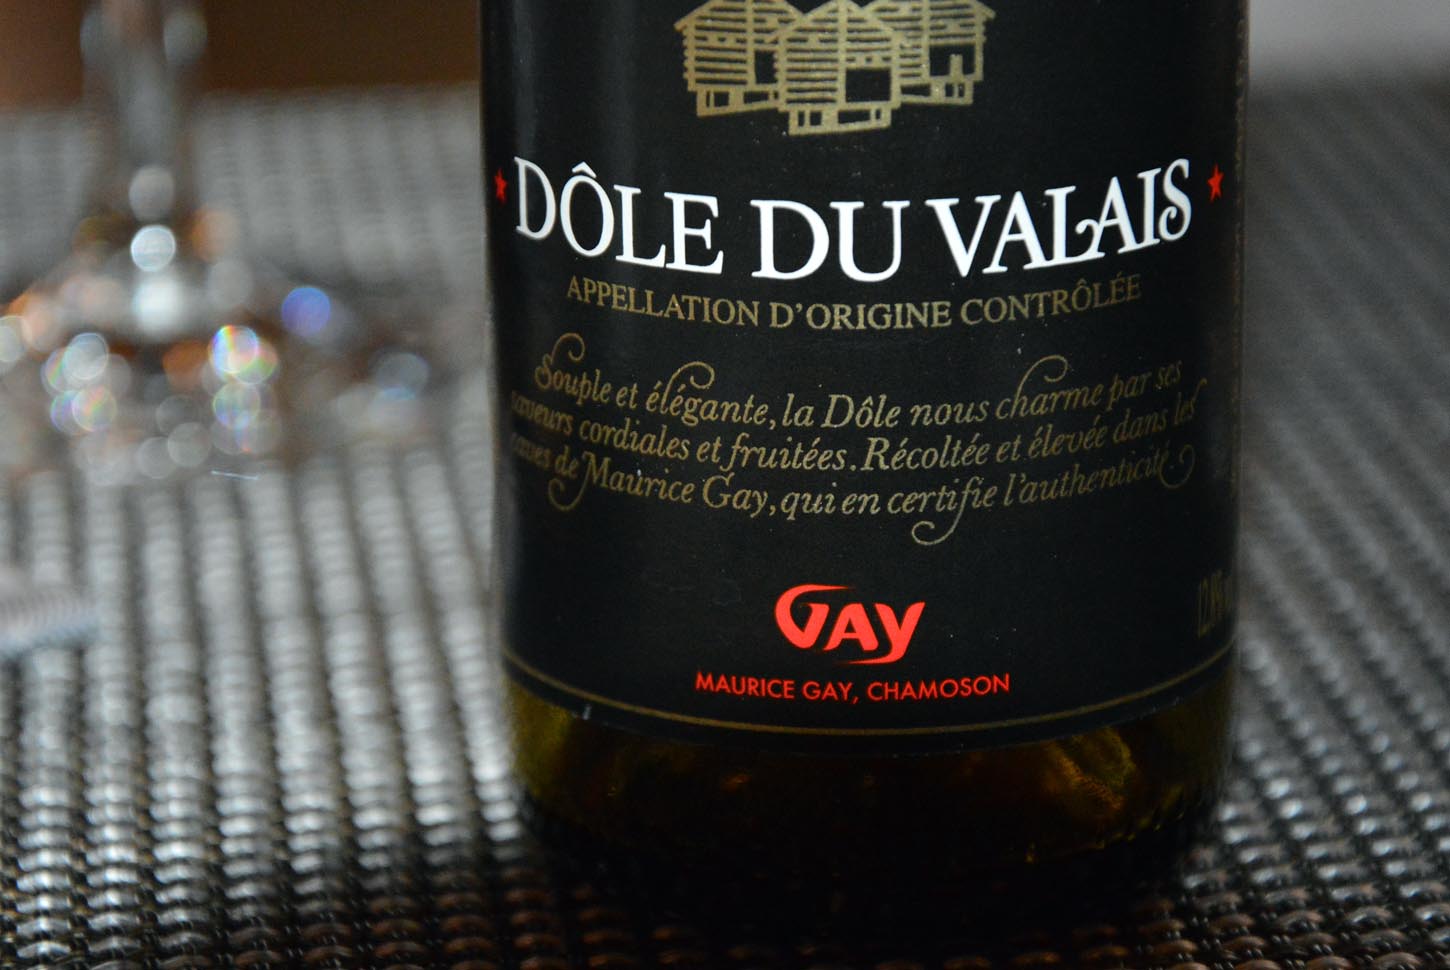 DÔLE DU VALAIS
APPELLATION D'ORIGINE CONTRÔLÉE
Souple et élégante, la Dôle nous charme par ses
saveurs cordiales et fruitées. Récoltée et élevée dans les
caves de Maurice Gay, qui en certifie l'authenticité.
GAY
MAURICE GAY, CHAMOSON